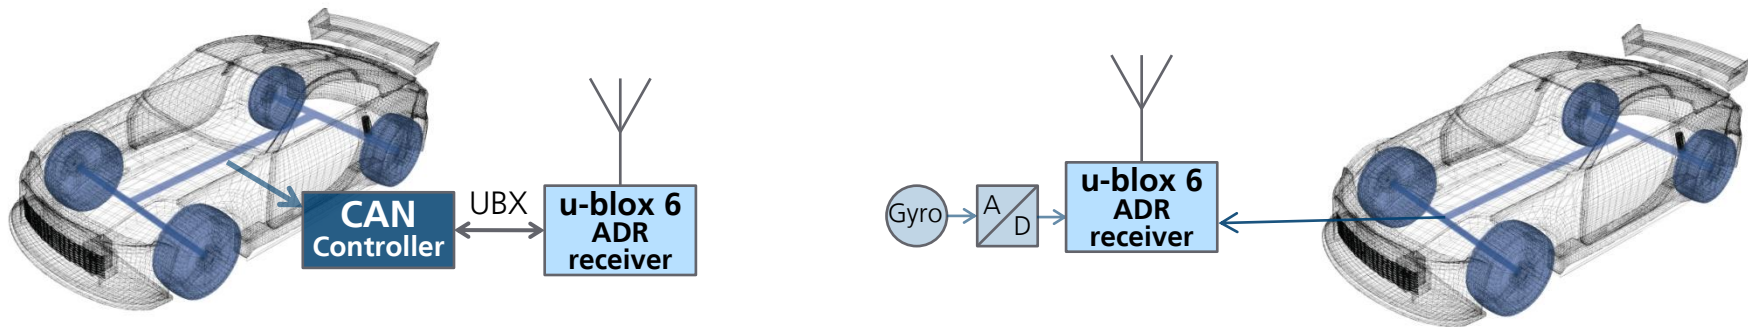 CAN
Controller
UBX
u-blox 6
ADR
receiver
Gyro
A
D
u-blox 6
ADR
receiver